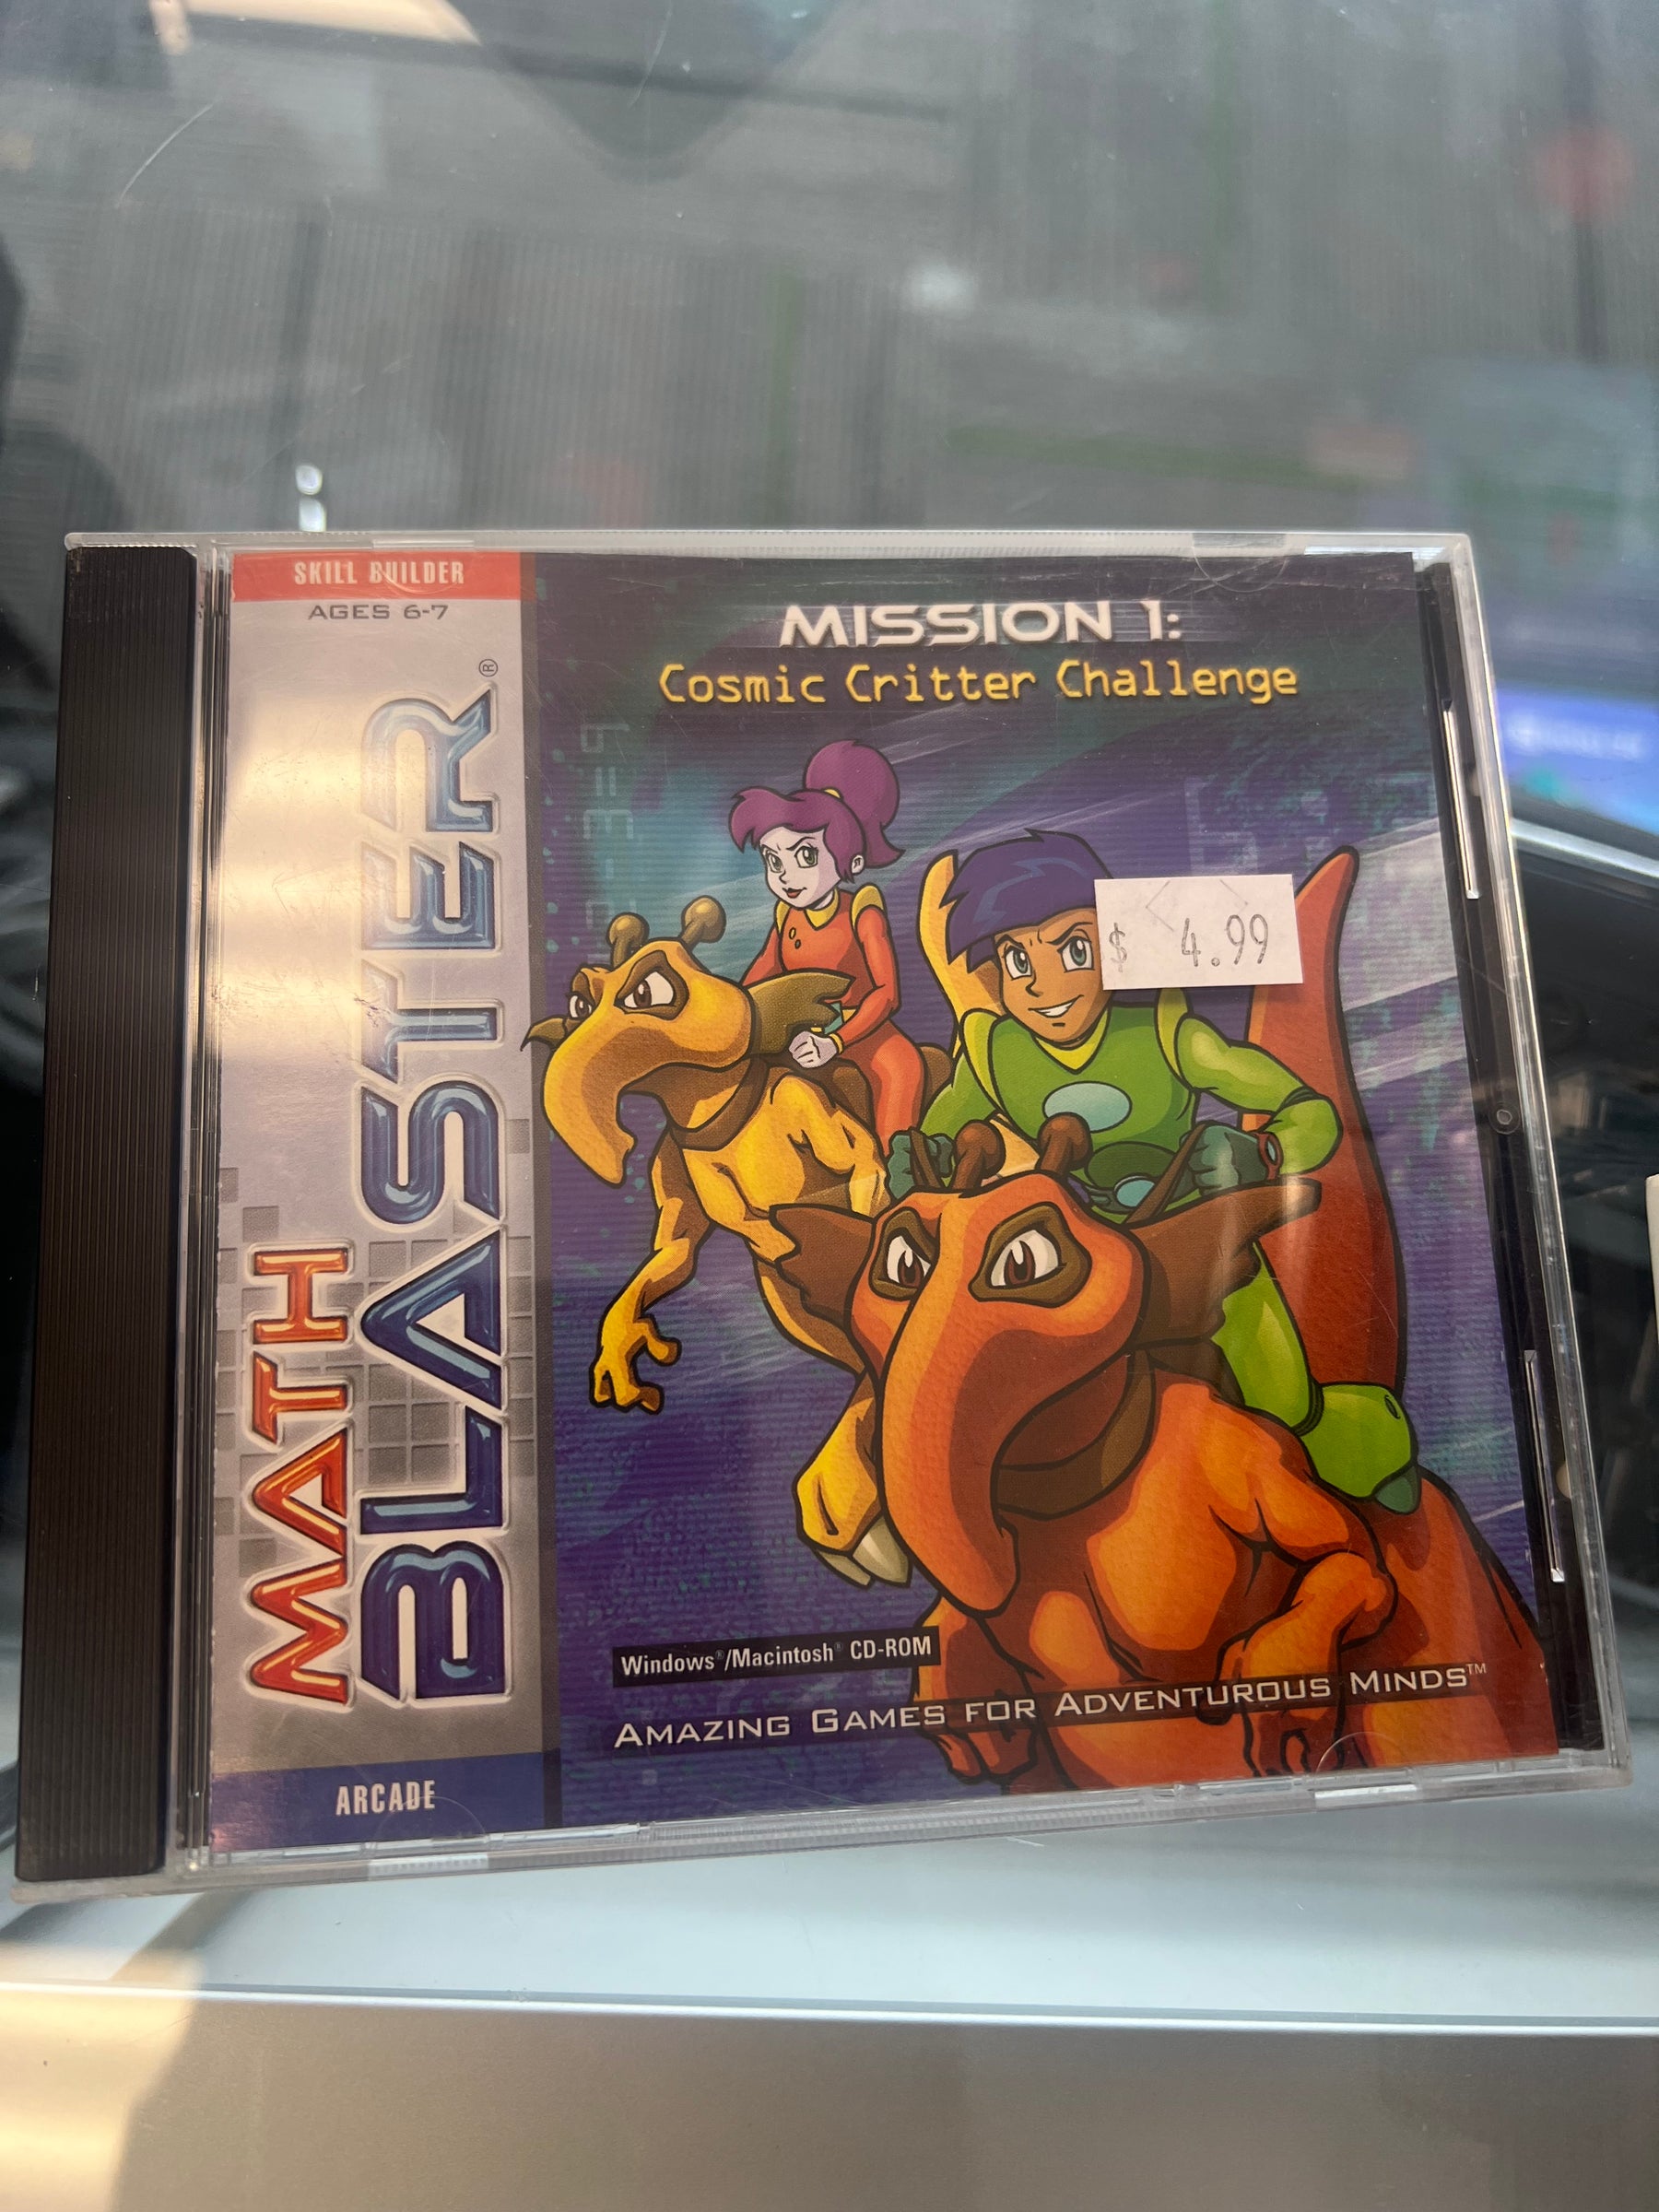 SKILL BUILDER
AGES 6-7
MATH
BLASTER®
ARCADE
MISSION 1:
Cosmic Critter Challenge
$ 4.99
Windows®/Macintosh® CD-ROM
AMAZING GAMES FOR ADVENTUROUS MINDS™